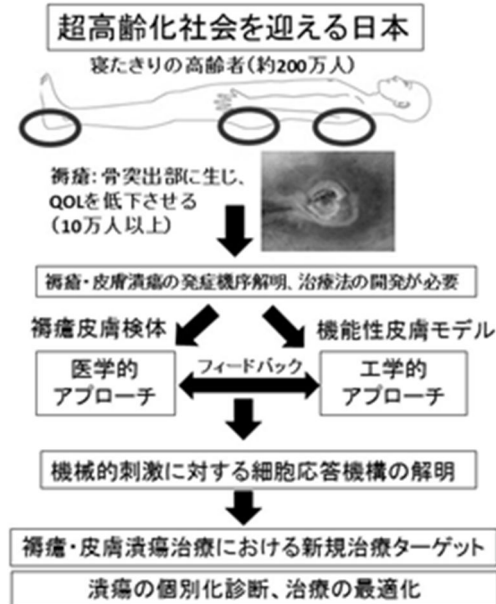 超高齢化社会を迎える日本
寝たきりの高齢者(約200万人)
褥瘡:骨突出部に生じ、
QOLを低下させる
(10万人以上)
褥瘡・皮膚潰瘍の発症機序解明、治療法の開発が必要
褥瘡皮膚検体
機能性皮膚モデル
医学的
アプローチ
フィードバック
工学的
アプローチ
機械的刺激に対する細胞応答機構の解明
褥瘡・皮膚潰瘍治療における新規治療ターゲット
潰瘍の個別化診断、治療の最適化